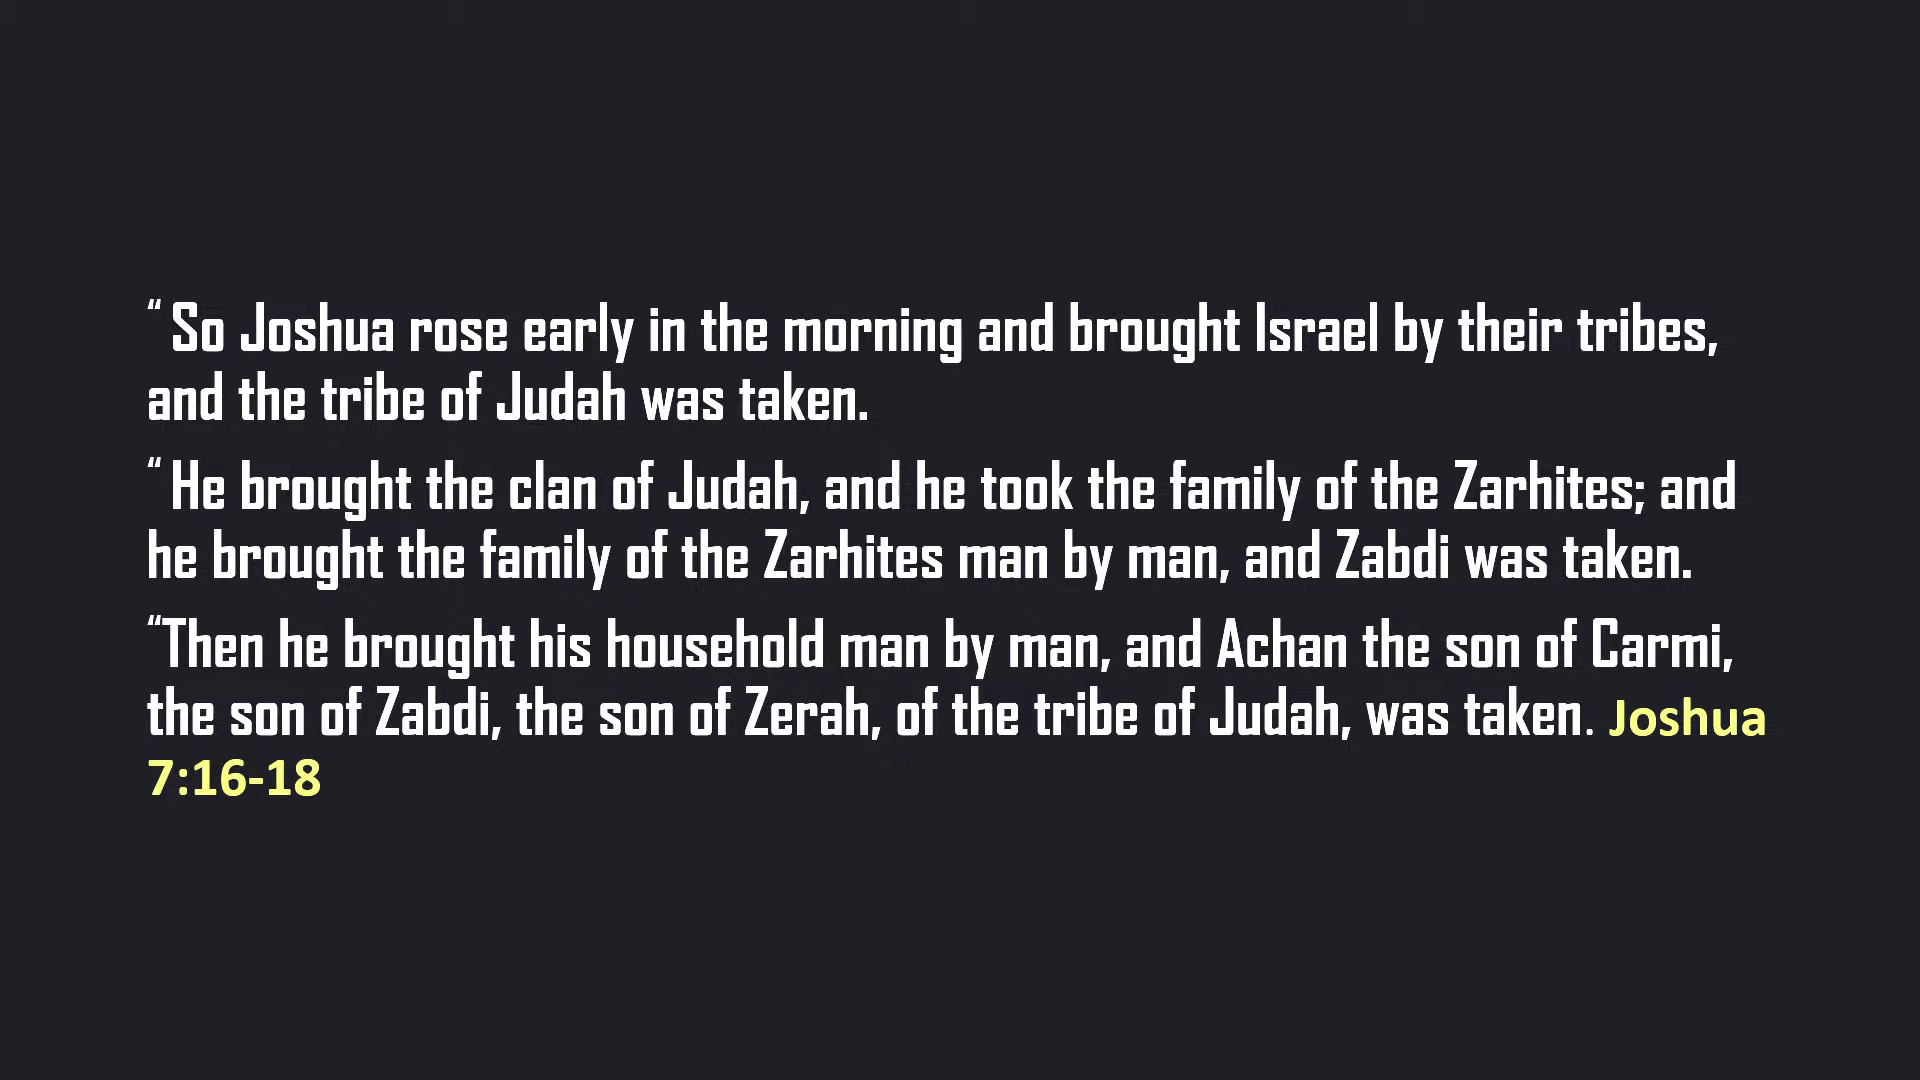 “ So Joshua rose early in the morning and brought Israel by their tribes,
and the tribe of Judah was taken.
“ He brought the clan of Judah, and he took the family of the Zarhites; and
he brought the family of the Zarhites man by man, and Zabdi was taken.
“Then he brought his household man by man, and Achan the son of Carmi,
the son of Zabdi, the son of Zerah, of the tribe of Judah, was taken. Joshua
7:16-18